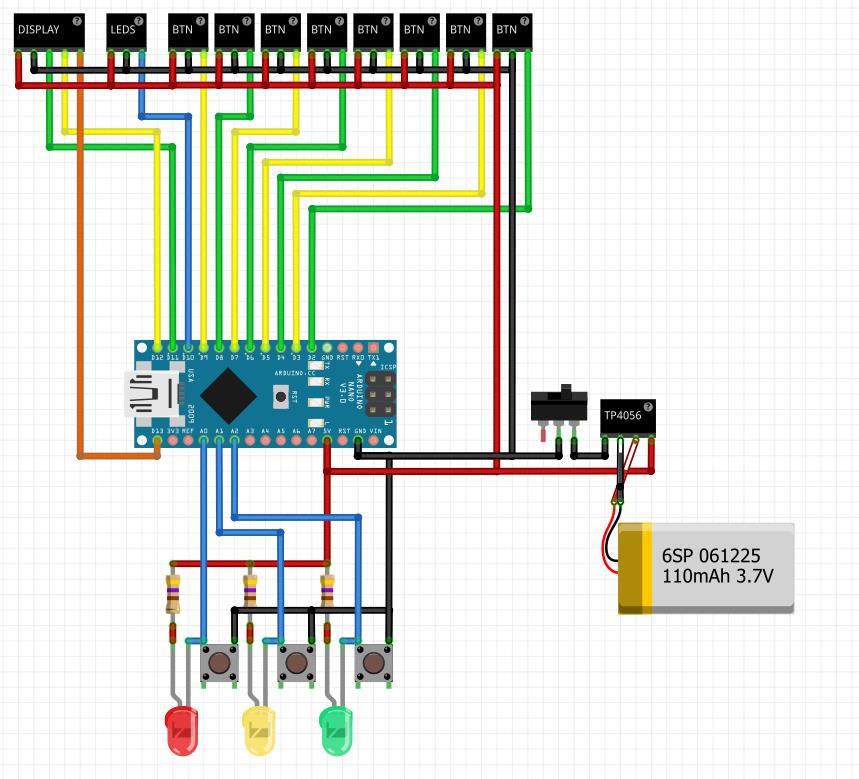 DISPLAY ? LEDS ? BTN ? BTN ? BTN ? BTN ? BTN ? BTN ? BTN ? BTN ?
D12 D11 D10 D9 D8 D7 D6 D5 D4 D3 D2 GND RST RX0 TX1
USA
2009
ARDUINO.CC
RST
TX
RX
PWR
L
ARDUINO
NANO
V3.0
ICSP
1
D13 3V3 REF A0 A1 A2 A3 A4 A5 A6 A7 5V RST GND VIN
TP4056 ?
6SP 061225
110mAh 3.7V